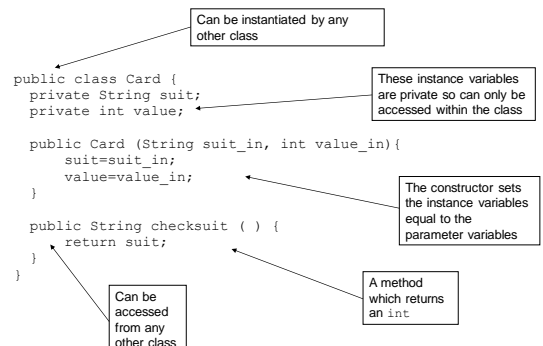 Can be instantiated by any
other class
public class Card {
private String suit;
private int value;
These instance variables
are private so can only be
accessed within the class
public Card (String suit_in, int value_in){
suit=suit_in;
value=value_in;
}
The constructor sets
the instance variables
equal to the
parameter variables
public String checksuit ( ) {
return suit;
}
}
A method
which returns
an int
Can be
accessed
from any
other class